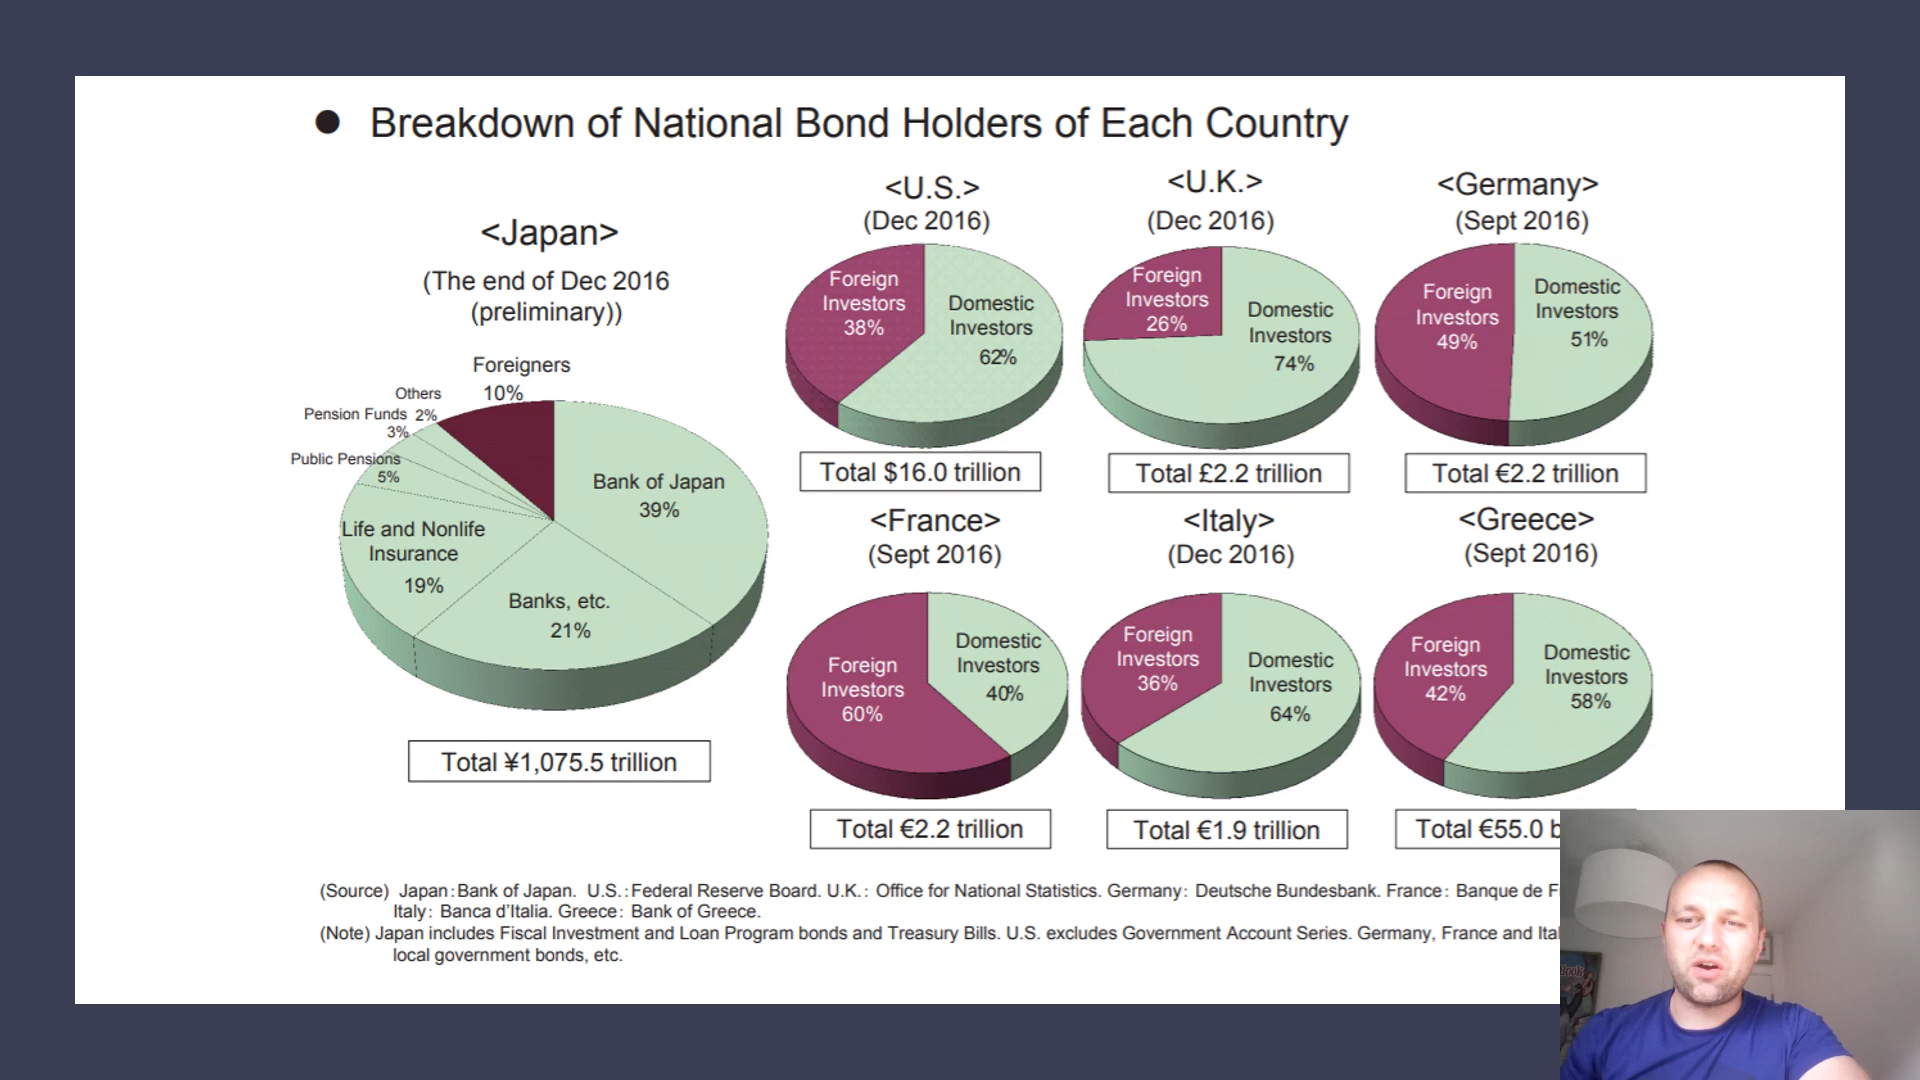 ● Breakdown of National Bond Holders of Each Country
<Japan>
(The end of Dec 2016
(preliminary))
Foreigners
10%
Others
2%
Pension Funds
3%
Public Pensions
5%
Life and Nonlife
Insurance
19%
Banks, etc.
21%
Bank of Japan
39%
Total ¥1,075.5 trillion
<U.S.>
(Dec 2016)
Foreign
Investors
38%
Domestic
Investors
62%
Total $16.0 trillion
<U.K.>
(Dec 2016)
Foreign
Investors
26%
Domestic
Investors
74%
Total £2.2 trillion
<Germany>
(Sept 2016)
Foreign
Investors
49%
Domestic
Investors
51%
Total €2.2 trillion
<France>
(Sept 2016)
Foreign
Investors
60%
Domestic
Investors
40%
Total €2.2 trillion
<Italy>
(Dec 2016)
Foreign
Investors
36%
Domestic
Investors
64%
Total €1.9 trillion
<Greece>
(Sept 2016)
Foreign
Investors
42%
Domestic
Investors
58%
Total €55.0 b
(Source) Japan:Bank of Japan. U.S.:Federal Reserve Board. U.K.: Office for National Statistics. Germany: Deutsche Bundesbank. France: Banque de F
Italy: Banca d'Italia. Greece: Bank of Greece.
(Note) Japan includes Fiscal Investment and Loan Program bonds and Treasury Bills. U.S. excludes Government Account Series. Germany, France and Ital
local government bonds, etc.